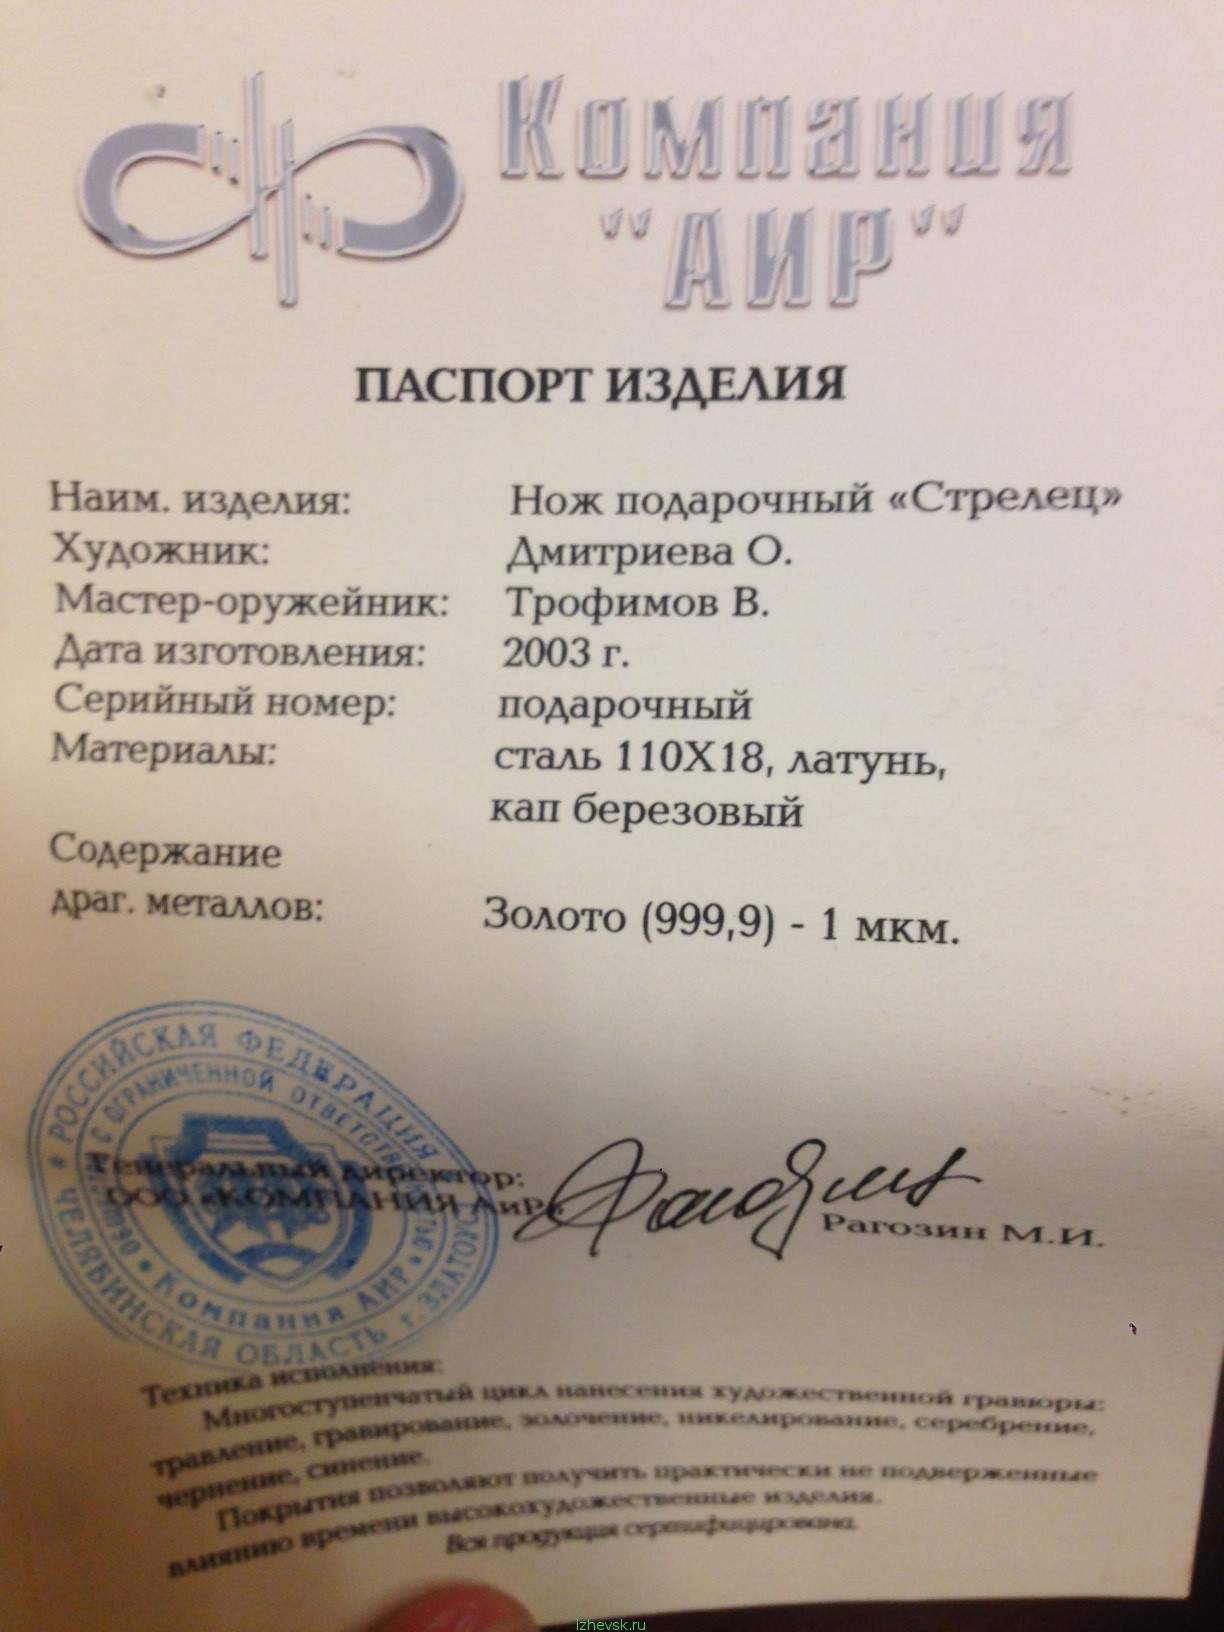 Компания
"АИР"
ПАСПОРТ ИЗДЕЛИЯ
Наим. изделия: Нож подарочный «Стрелец»
Художник: Дмитриева О.
Мастер-оружейник: Трофимов В.
Дата изготовления: 2003 г.
Серийный номер: подарочный
Материалы: сталь 110Х18, латунь,
кап березовый
Содержание
драг. металлов: Золото (999,9) - 1 мкм.
РОССИЙСКАЯ ФЕДЕРАЦИЯ
С ОГРАНИЧЕННОЙ
Компания АИР
ЧЕЛЯБИНСКАЯ ОБЛАСТЬ г. ЗЛАТОУСТ
Генеральный директор:
ООО «КОМПАНИЯ АиР»
Рагозин М.И.
Техника исполнения:
Многоступенчатый цикл нанесения художественной гравюры:
травление, гравирование, золочение, никелирование, серебрение,
чернение, синение.
Покрытия позволяют получить практически не подверженные
влиянию времени высокохудожественные изделия.
Вся продукция сертифицирована.
izhevsk.ru